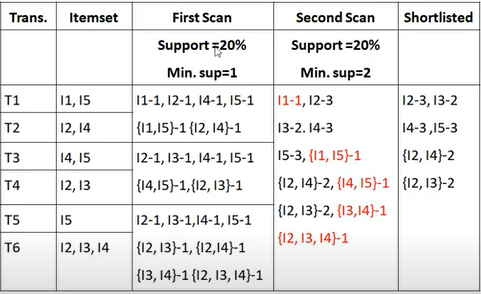 Trans. Itemset First Scan Second Scan Shortlisted
Support =20% Support =20%
Min. sup=1 Min. sup=2
T1 I1, I5 I1-1, I2-1, I4-1, I5-1 I1-1, I2-3 I2-3, I3-2
T2 I2, I4 {I1,I5}-1 {I2, I4}-1 I3-2. I4-3 I4-3 ,I5-3
T3 I4, I5 I2-1, I3-1, I4-1, I5-1 I5-3, {I1, I5}-1 {I2, I4}-2
T4 I2, I3 {I4,I5}-1,{I2, I3}-1 {I2, I4}-2, {I4, I5}-1 {I2, I3}-2
T5 I5 I2-1, I3-1,I4-1, I5-1 {I2, I3}-2, {I3,I4}-1
T6 I2, I3, I4 {I2, I3}-1, {I2,I4}-1 {I2, I3, I4}-1
{I3, I4}-1 {I2, I3, I4}-1